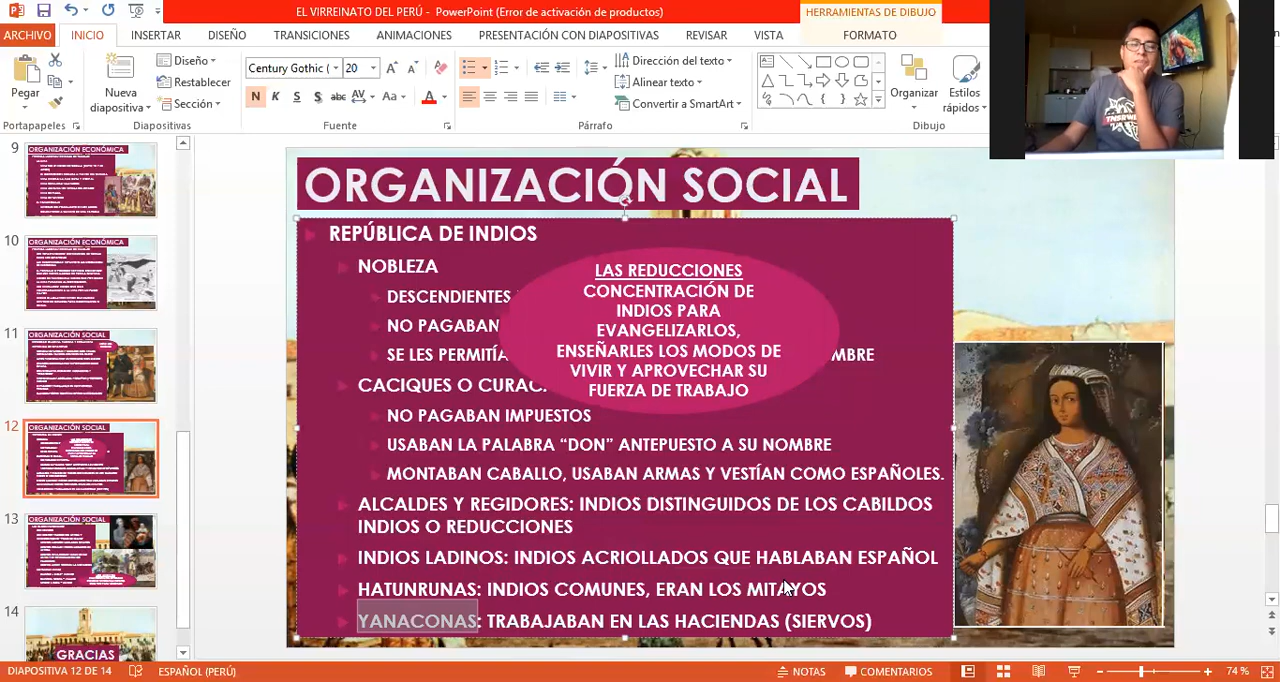 EL VIRREINATO DEL PERÚ - PowerPoint (Error de activación de productos)
HERRAMIENTAS DE DIBUJO
ARCHIVO
INICIO
INSERTAR
DISEÑO
TRANSICIONES
ANIMACIONES
PRESENTACIÓN CON DIAPOSITIVAS
REVISAR
VISTA
FORMATO
Pegar
Nueva
diapositiva
Diseño
Restablecer
Sección
Century Gothic (
20
N K S S abc AV Aa A
Dirección del texto
Alinear texto
Convertir a SmartArt
Organizar
Estilos
rápidos
Portapapeles
Diapositivas
Fuente
Párrafo
Dibujo
9
ORGANIZACIÓN ECONÓMICA
10
ORGANIZACIÓN ECONÓMICA
11
ORGANIZACIÓN SOCIAL
12
ORGANIZACIÓN SOCIAL
13
ORGANIZACIÓN SOCIAL
14
GRACIAS
ORGANIZACIÓN SOCIAL
REPÚBLICA DE INDIOS
NOBLEZA
DESCENDIENTES
NO PAGABAN
SE LES PERMITÍA
MBRE
LAS REDUCCIONES
CONCENTRACIÓN DE
INDIOS PARA
EVANGELIZARLOS,
ENSEÑARLES LOS MODOS DE
VIVIR Y APROVECHAR SU
FUERZA DE TRABAJO
CACIQUES O CURAC
NO PAGABAN IMPUESTOS
USABAN LA PALABRA “DON” ANTEPUESTO A SU NOMBRE
MONTABAN CABALLO, USABAN ARMAS Y VESTÍAN COMO ESPAÑOLES.
ALCALDES Y REGIDORES: INDIOS DISTINGUIDOS DE LOS CABILDOS
INDIOS O REDUCCIONES
INDIOS LADINOS: INDIOS ACRIOLLADOS QUE HABLABAN ESPAÑOL
HATUNRUNAS: INDIOS COMUNES, ERAN LOS MITAYOS
YANACONAS: TRABAJABAN EN LAS HACIENDAS (SIERVOS)
DIAPOSITIVA 12 DE 14
ESPAÑOL (PERÚ)
NOTAS
COMENTARIOS
74 %